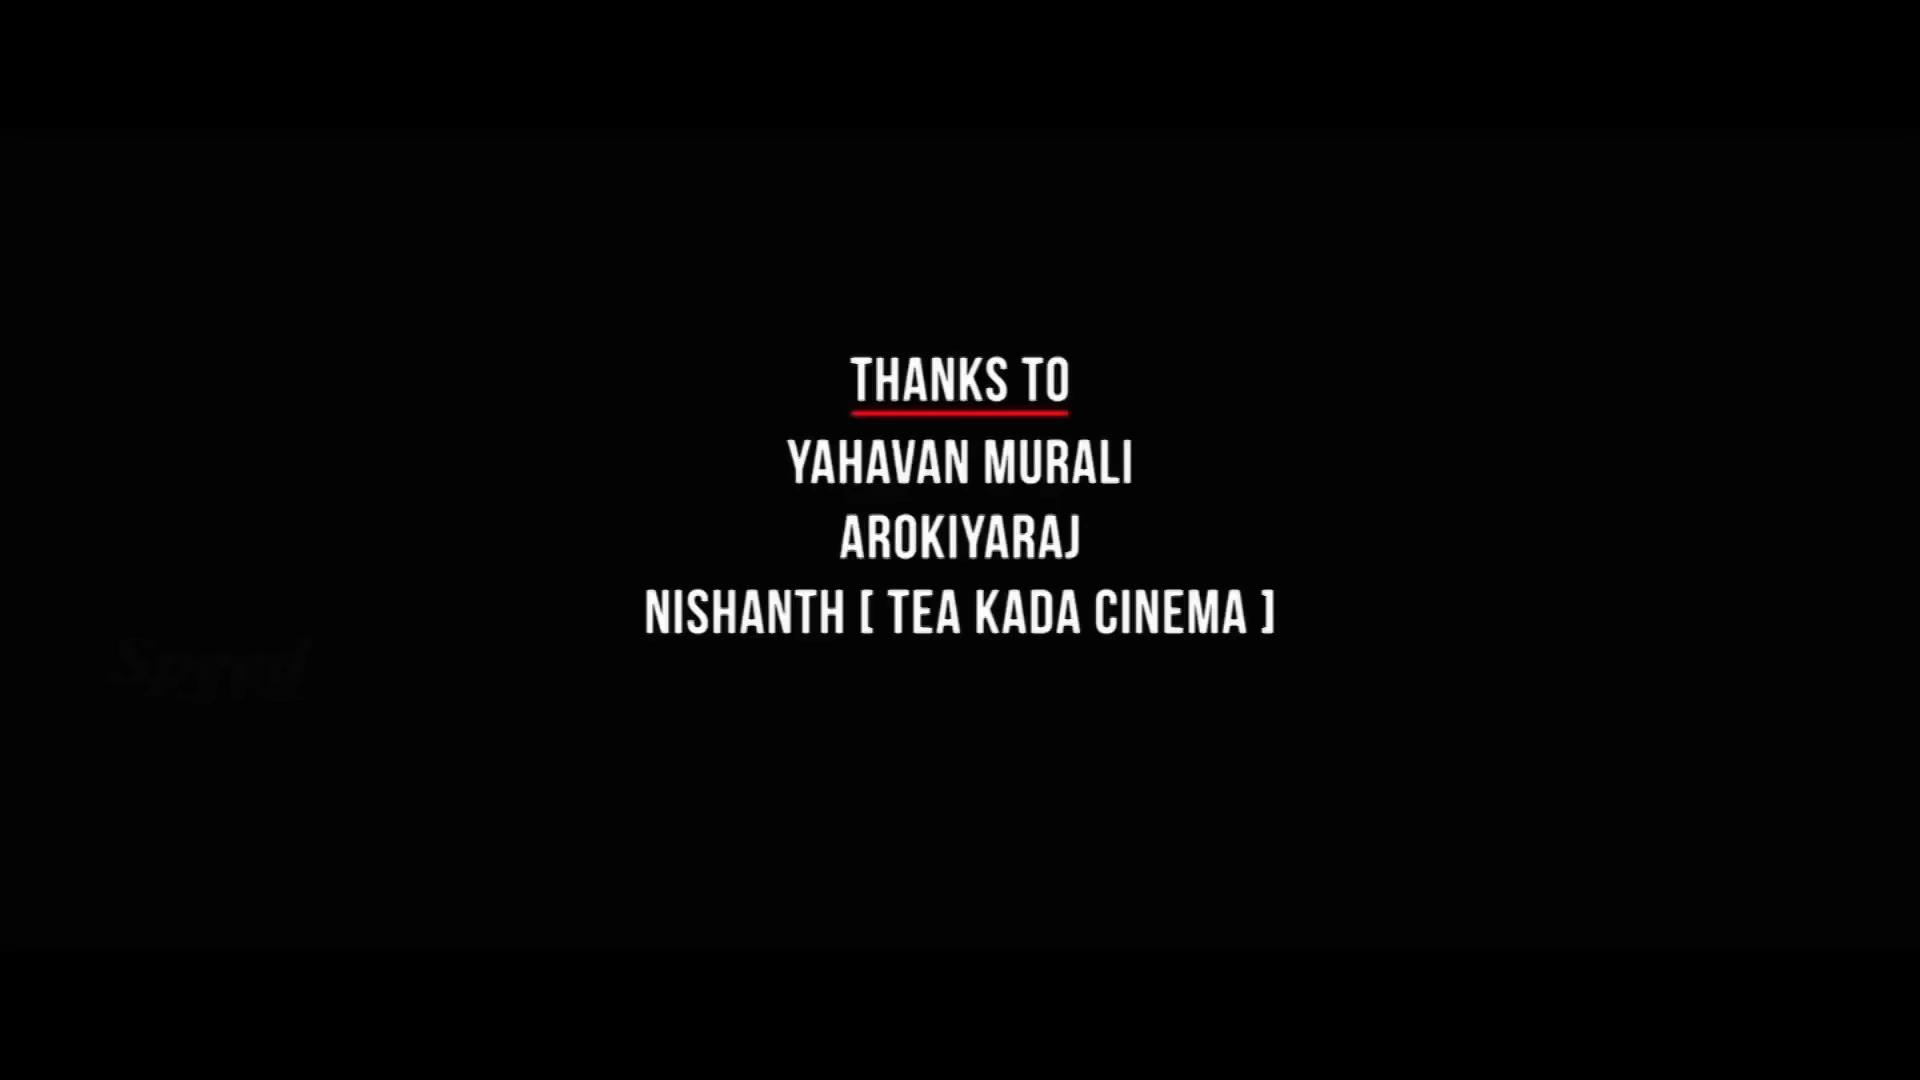 THANKS TO
YAHAVAN MURALI
AROKIYARAJ
NISHANTH [ TEA KADA CINEMA ]